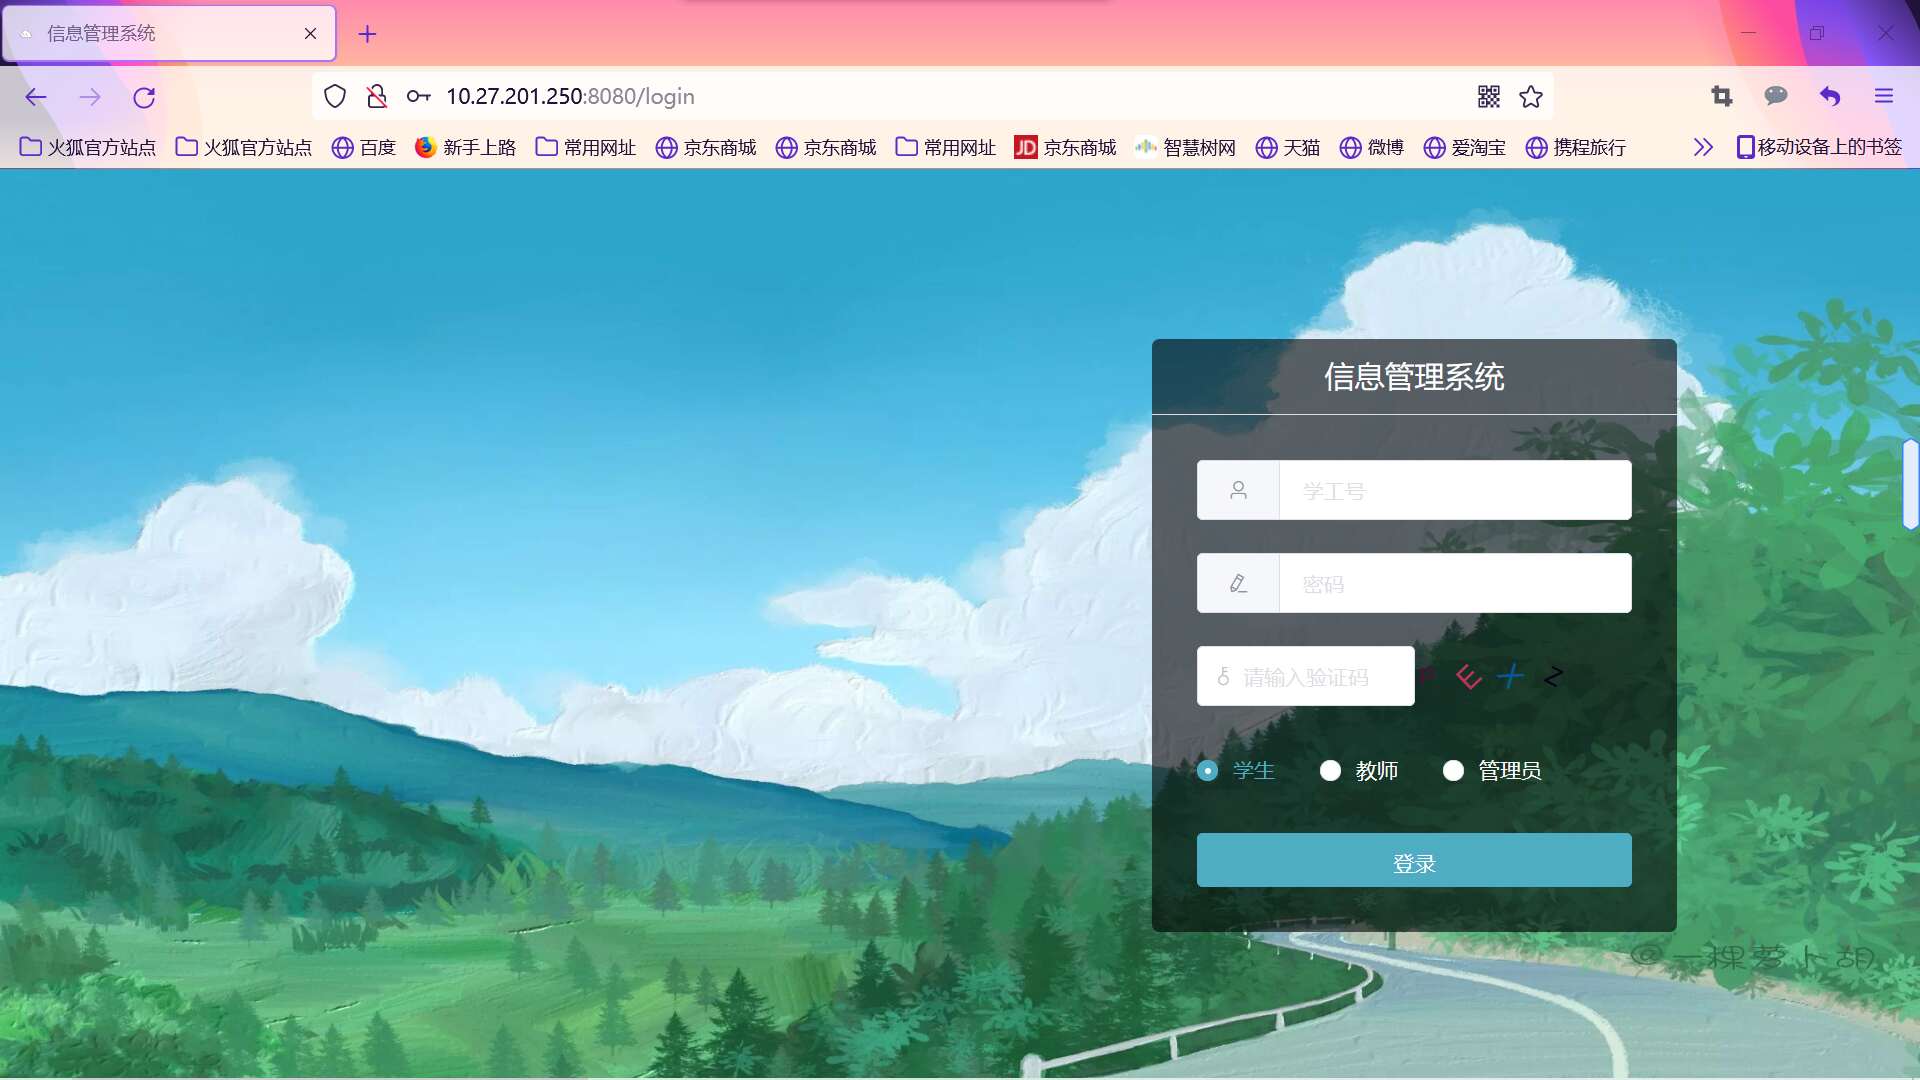 信息管理系统
10.27.201.250:8080/login
火狐官方站点 火狐官方站点 百度 新手上路 常用网址 京东商城 京东商城 常用网址 JD 京东商城 智慧树网 天猫 微博 爱淘宝 携程旅行 移动设备上的书签
信息管理系统
学工号
密码
请输入验证码
学生 教师 管理员
登录
@一棵萝卜胡